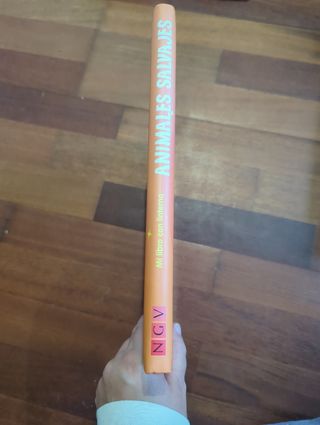 NGV
Mi libro con linterna
ANIMALES SALVAJES